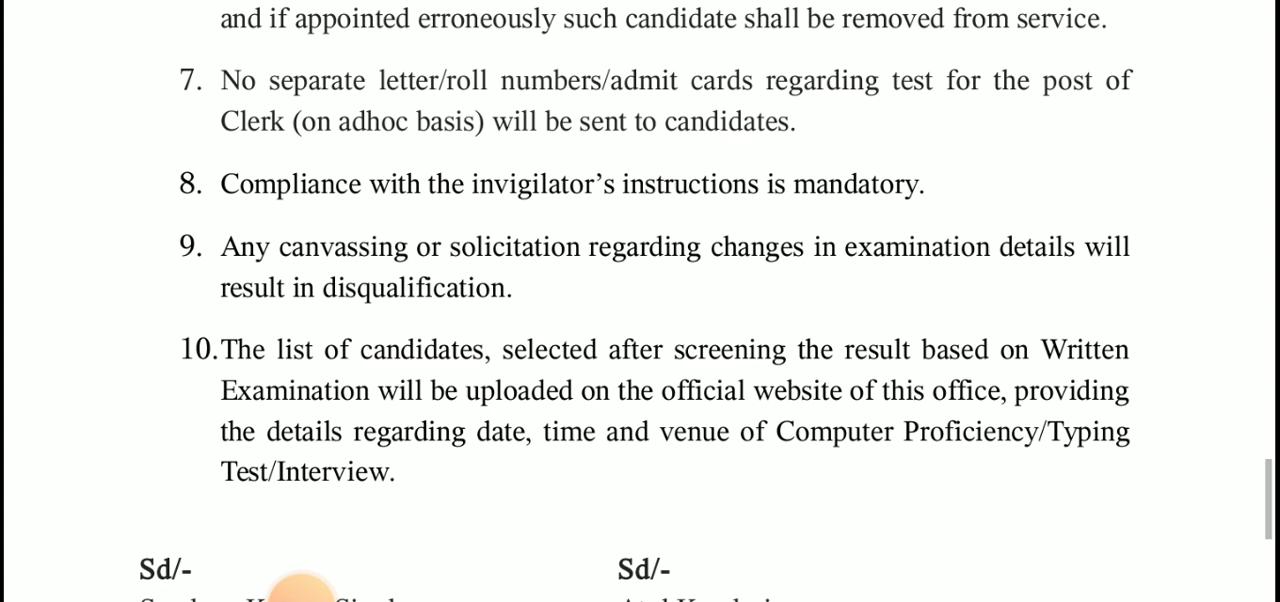 and if appointed erroneously such candidate shall be removed from service.
7. No separate letter/roll numbers/admit cards regarding test for the post of
Clerk (on adhoc basis) will be sent to candidates.
8. Compliance with the invigilator’s instructions is mandatory.
9. Any canvassing or solicitation regarding changes in examination details will
result in disqualification.
10.The list of candidates, selected after screening the result based on Written
Examination will be uploaded on the official website of this office, providing
the details regarding date, time and venue of Computer Proficiency/Typing
Test/Interview.
Sd/- Sd/-